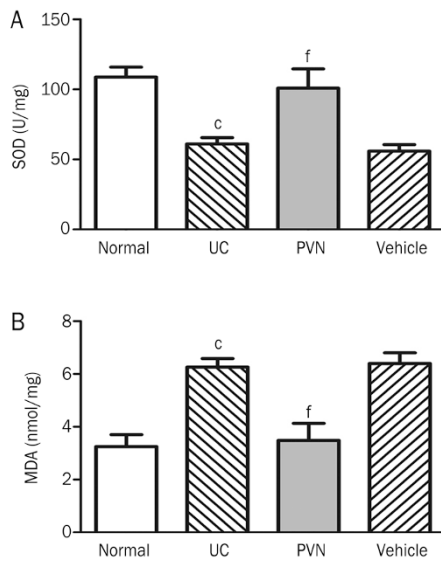 A
SOD (U/mg)
150
100
50
0
c
f
Normal UC PVN Vehicle
B
MDA (nmol/mg)
8
6
4
2
0
c
f
Normal UC PVN Vehicle